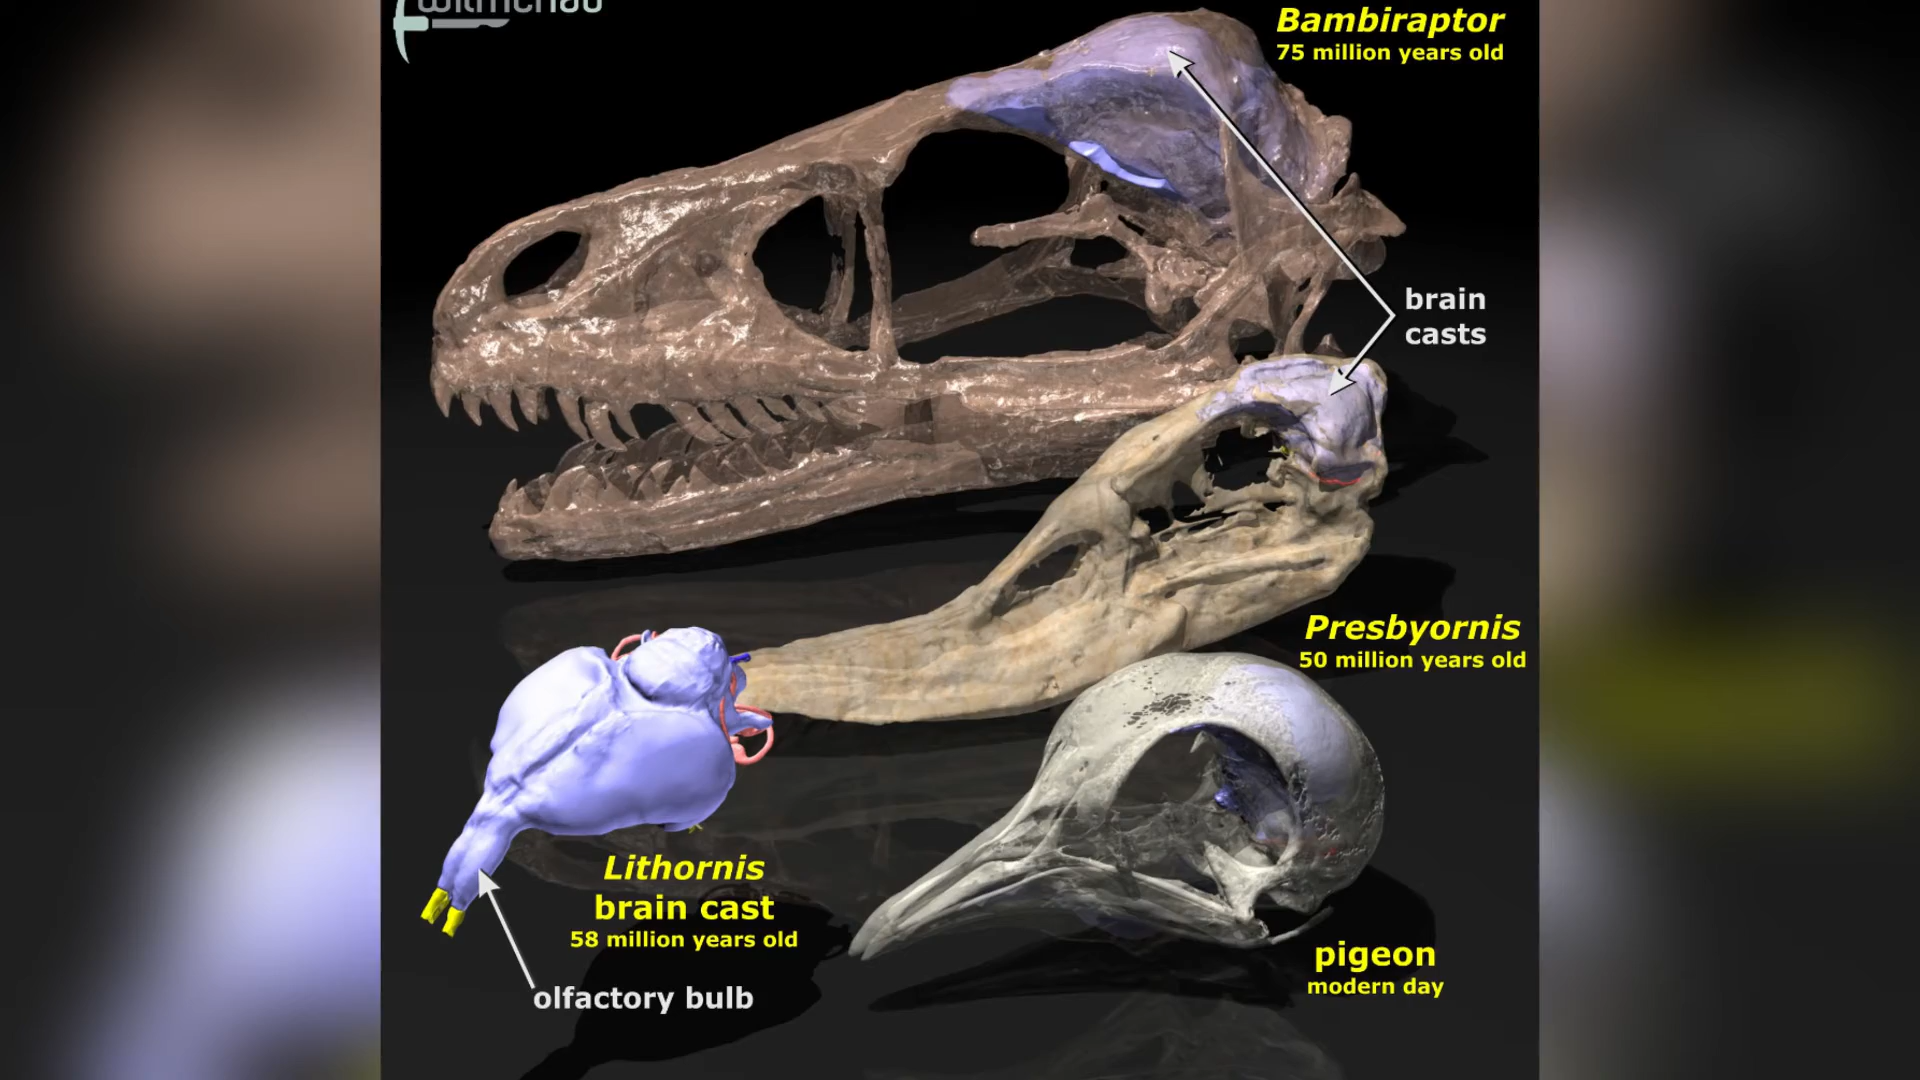 Bambiraptor
75 million years old
brain
casts
Presbyornis
50 million years old
Lithornis
brain cast
58 million years old
olfactory bulb
pigeon
modern day